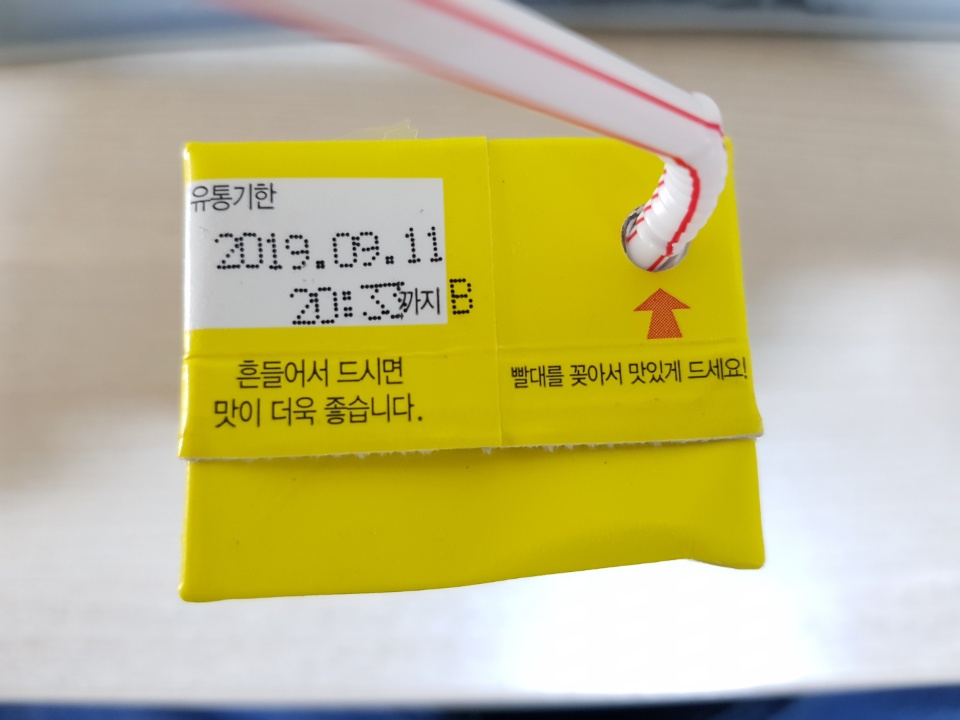 유통기한
2019.09.11
20:33까지 B
흔들어서 드시면
맛이 더욱 좋습니다.
빨대를 꽂아서 맛있게 드세요!